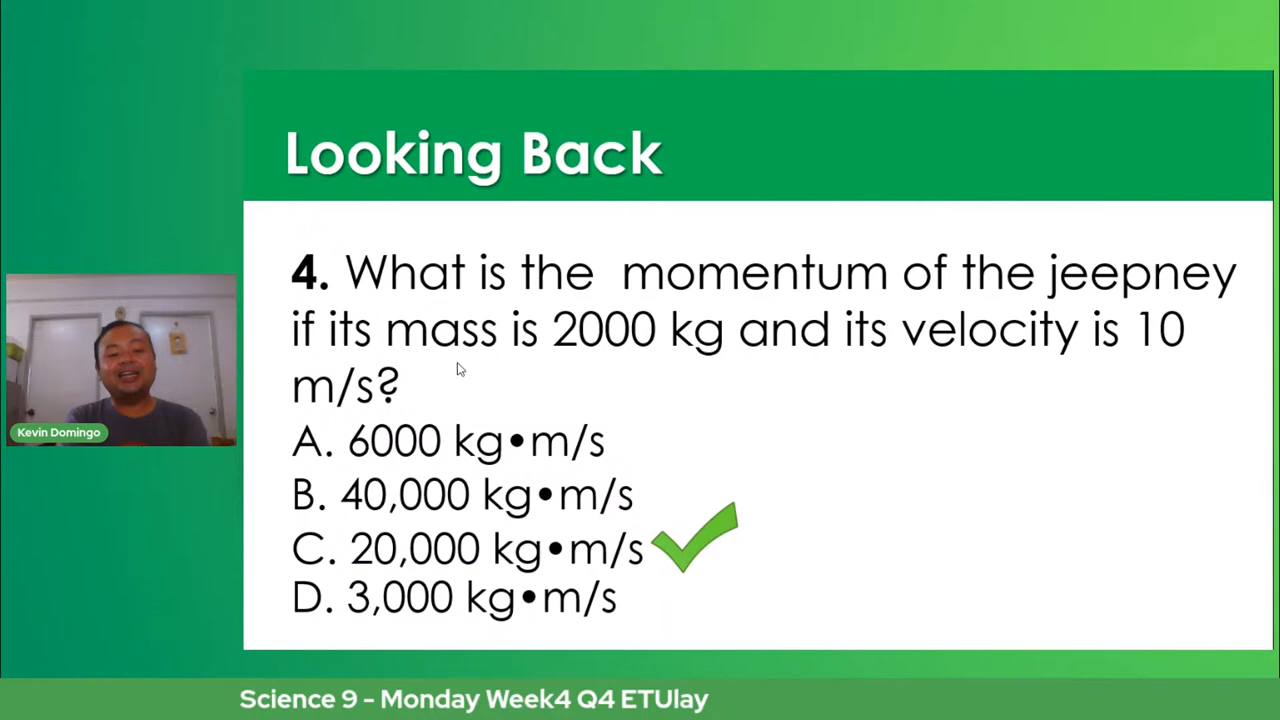 Looking Back
4. What is the momentum of the jeepney
if its mass is 2000 kg and its velocity is 10
m/s?
A. 6000 kg•m/s
B. 40,000 kg•m/s
C. 20,000 kg•m/s
D. 3,000 kg•m/s
Kevin Domingo
Science 9 - Monday Week4 Q4 ETUlay